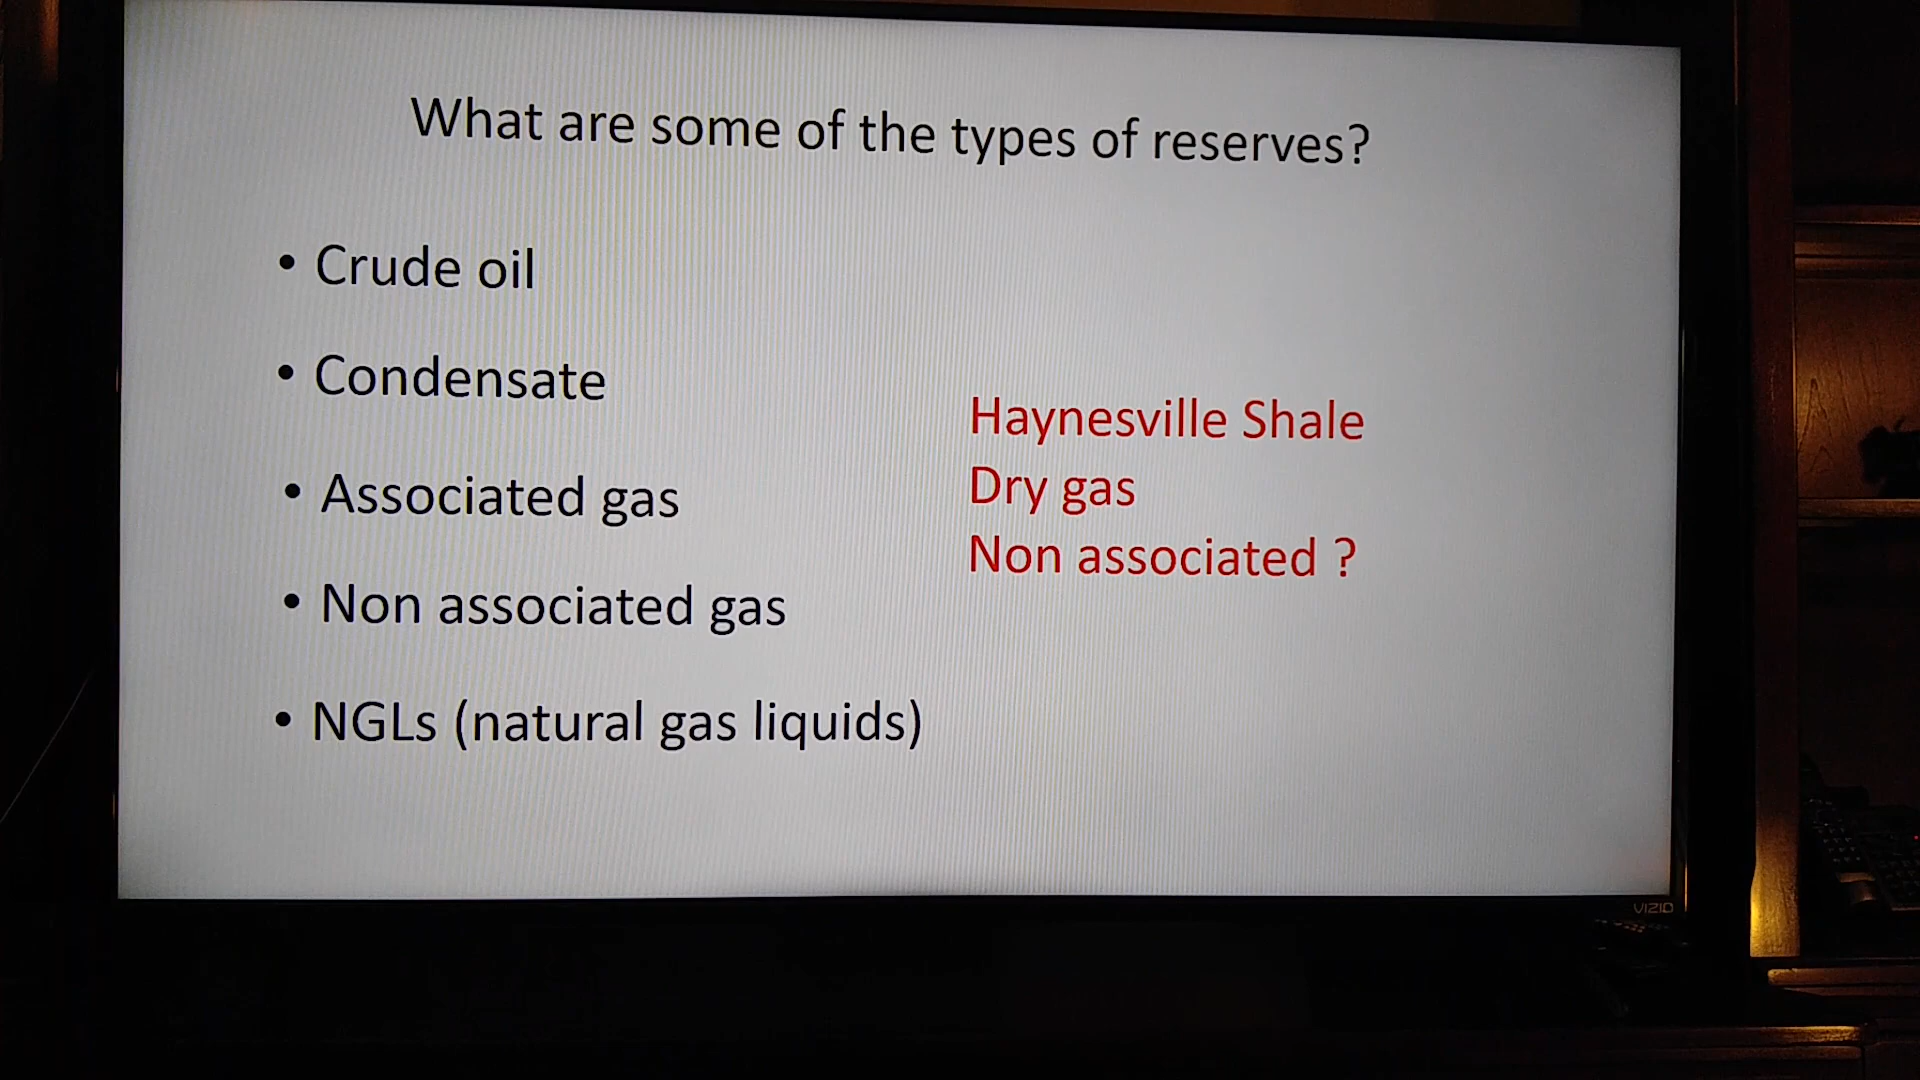 What are some of the types of reserves?
• Crude oil
• Condensate
• Associated gas
• Non associated gas
• NGLs (natural gas liquids)
Haynesville Shale
Dry gas
Non associated ?
VIZIO